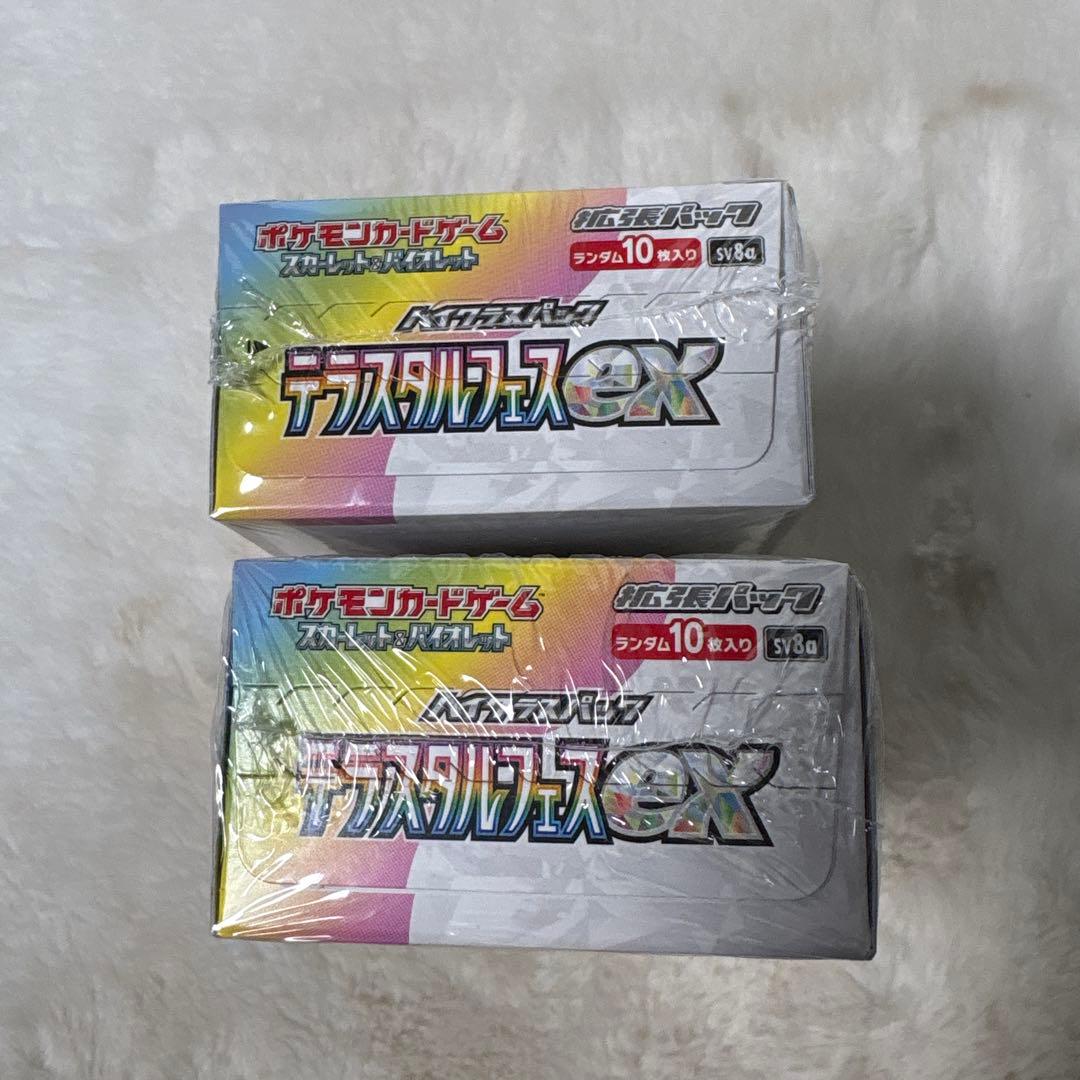 ポケモンカードゲーム™
スカーレット&バイオレット
拡張パック
ランダム10枚入り SV8a
ハイクラスパック
テラスタルフェスex
ポケモンカードゲーム™
スカーレット&バイオレット
拡張パック
ランダム10枚入り SV8a
ハイクラスパック
テラスタルフェスex